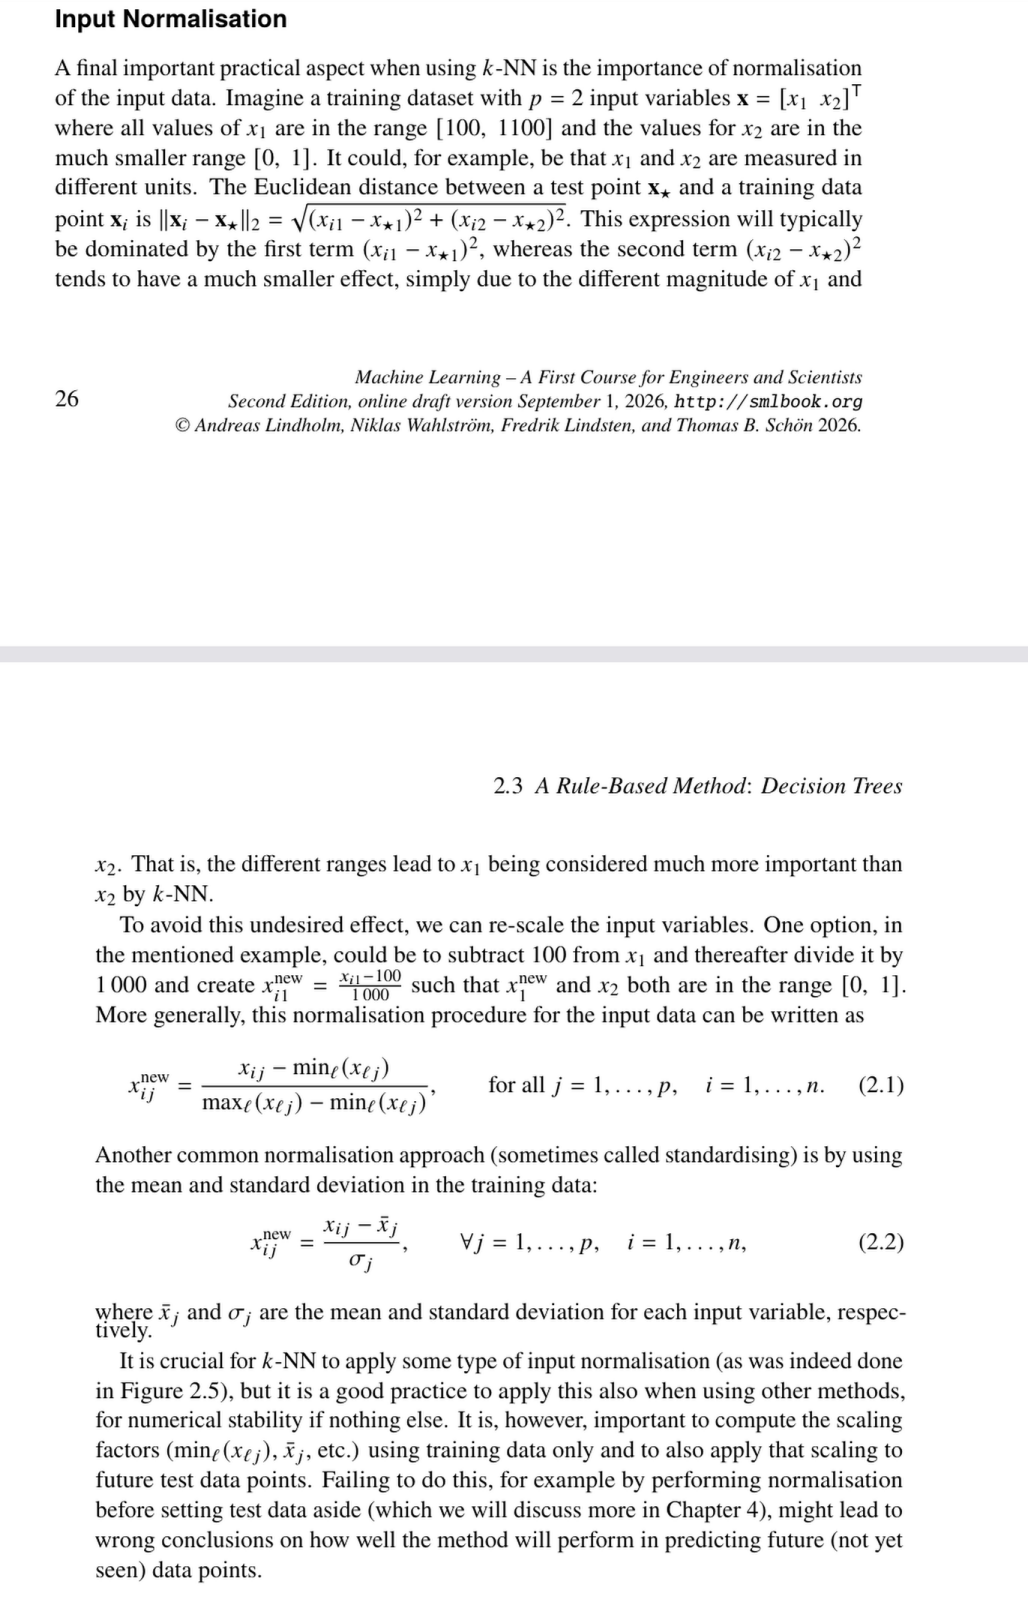 Input Normalisation
A final important practical aspect when using k-NN is the importance of normalisation
of the input data. Imagine a training dataset with p = 2 input variables x = [x₁ x₂]ᵀ
where all values of x₁ are in the range [100, 1100] and the values for x₂ are in the
much smaller range [0, 1]. It could, for example, be that x₁ and x₂ are measured in
different units. The Euclidean distance between a test point x⋆ and a training data
point xᵢ is ||xᵢ − x⋆||₂ = √((xᵢ₁ − x⋆₁)² + (xᵢ₂ − x⋆₂)²). This expression will typically
be dominated by the first term (xᵢ₁ − x⋆₁)², whereas the second term (xᵢ₂ − x⋆₂)²
tends to have a much smaller effect, simply due to the different magnitude of x₁ and
Machine Learning – A First Course for Engineers and Scientists
26 Second Edition, online draft version September 1, 2026, http://smlbook.org
© Andreas Lindholm, Niklas Wahlström, Fredrik Lindsten, and Thomas B. Schön 2026.
2.3 A Rule-Based Method: Decision Trees
x₂. That is, the different ranges lead to x₁ being considered much more important than
x₂ by k-NN.
To avoid this undesired effect, we can re-scale the input variables. One option, in
the mentioned example, could be to subtract 100 from x₁ and thereafter divide it by
1 000 and create xᵢ₁^new = (xᵢ₁−100)/(1 000) such that x₁^new and x₂ both are in the range [0, 1].
More generally, this normalisation procedure for the input data can be written as
xᵢⱼ^new = (xᵢⱼ − min_ℓ(x_ℓj)) / (max_ℓ(x_ℓj) − min_ℓ(x_ℓj)), for all j = 1, . . . , p, i = 1, . . . , n. (2.1)
Another common normalisation approach (sometimes called standardising) is by using
the mean and standard deviation in the training data:
xᵢⱼ^new = (xᵢⱼ − x̄ⱼ) / σⱼ, ∀j = 1, . . . , p, i = 1, . . . , n, (2.2)
where x̄ⱼ and σⱼ are the mean and standard deviation for each input variable, respec-
tively.
It is crucial for k-NN to apply some type of input normalisation (as was indeed done
in Figure 2.5), but it is a good practice to apply this also when using other methods,
for numerical stability if nothing else. It is, however, important to compute the scaling
factors (min_ℓ(x_ℓj), x̄ⱼ, etc.) using training data only and to also apply that scaling to
future test data points. Failing to do this, for example by performing normalisation
before setting test data aside (which we will discuss more in Chapter 4), might lead to
wrong conclusions on how well the method will perform in predicting future (not yet
seen) data points.